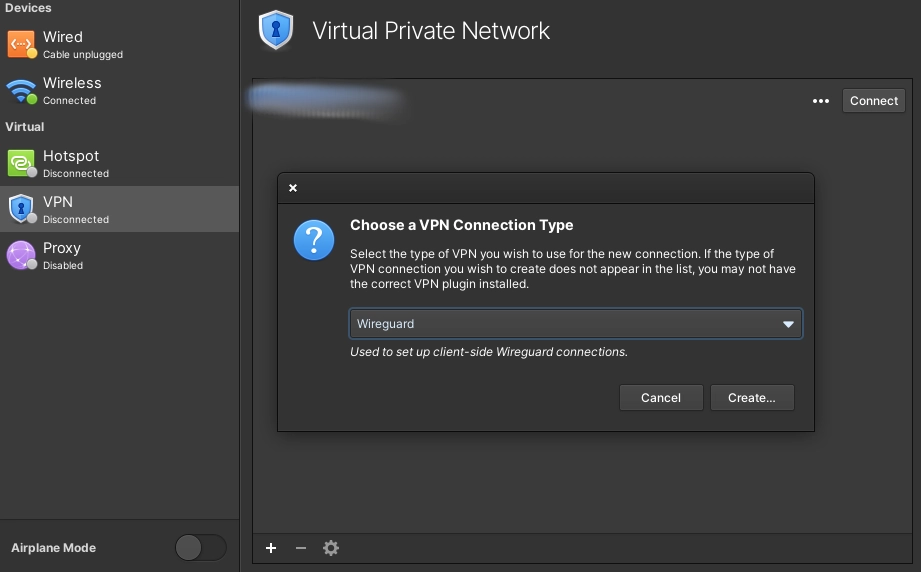 Devices
Wired
Cable unplugged
Wireless
Connected
Virtual
Hotspot
Disconnected
VPN
Disconnected
Proxy
Disabled
Airplane Mode
Virtual Private Network
Connect
Choose a VPN Connection Type
Select the type of VPN you wish to use for the new connection. If the type of
VPN connection you wish to create does not appear in the list, you may not have
the correct VPN plugin installed.
Wireguard
Used to set up client-side Wireguard connections.
Cancel
Create...